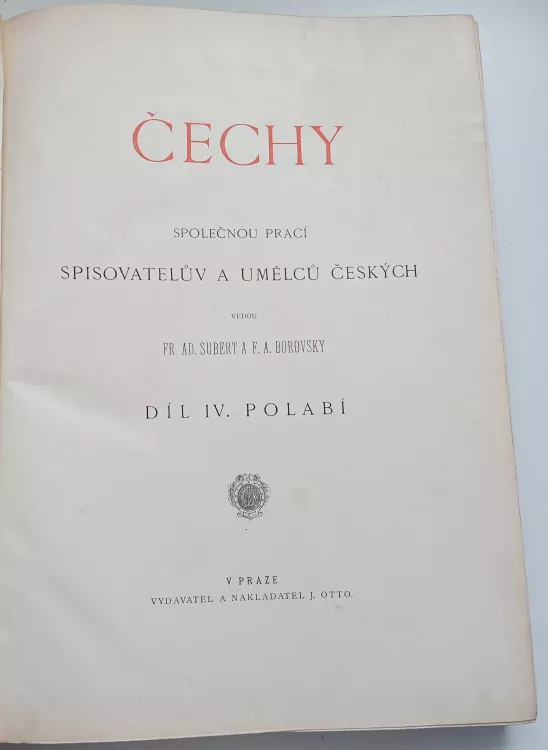 ČECHY
SPOLEČNOU PRACÍ
SPISOVATELŮV A UMĚLCŮ ČESKÝCH
VEDOU
FR. AD. ŠUBERT A F. A. BOROVSKÝ
DÍL IV. POLABÍ
V PRAZE
VYDAVATEL A NAKLADATEL J. OTTO.